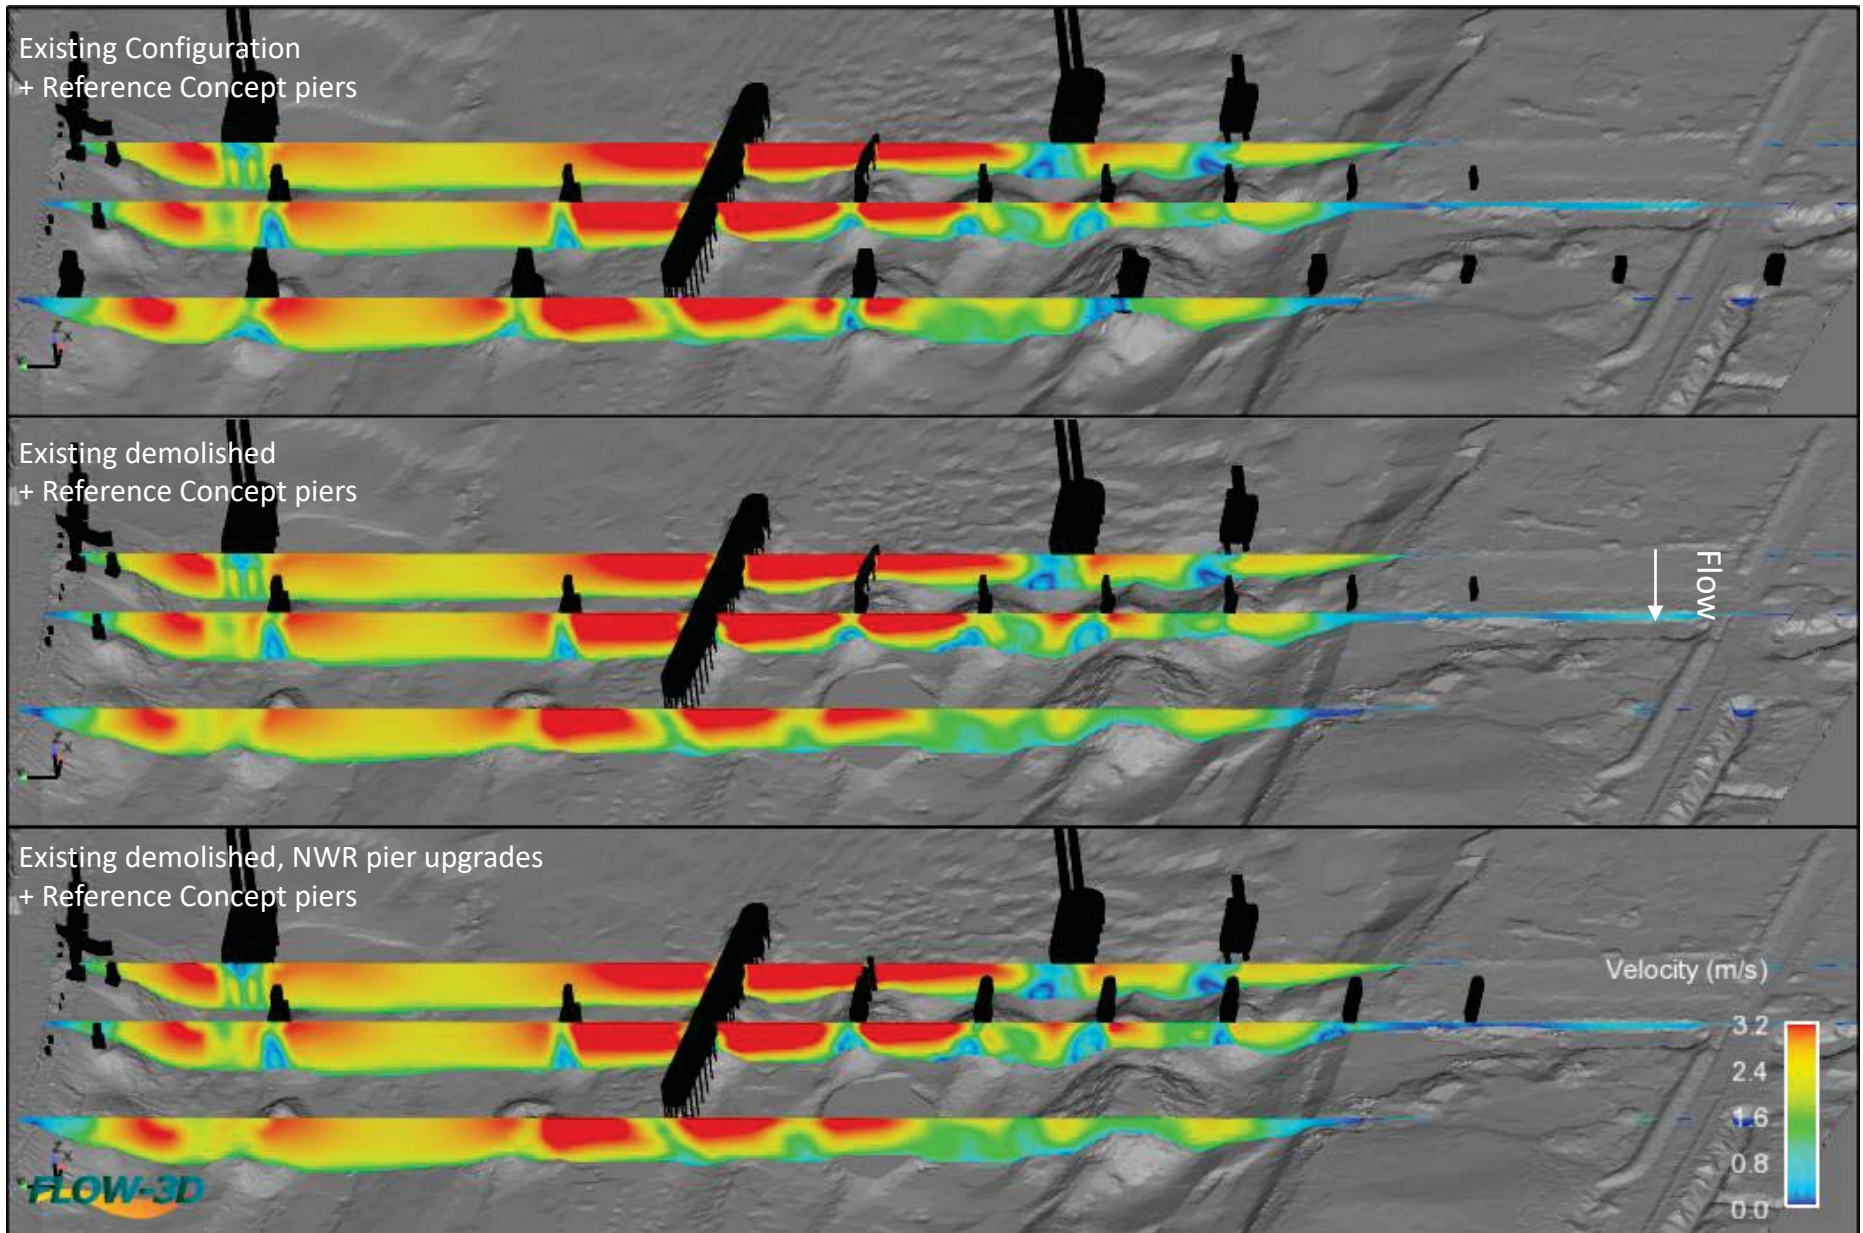 Existing Configuration
+ Reference Concept piers
Existing demolished
+ Reference Concept piers
Flow
Existing demolished, NWR pier upgrades
+ Reference Concept piers
Velocity (m/s)
3.2
2.4
1.6
0.8
0.0
FLOW-3D